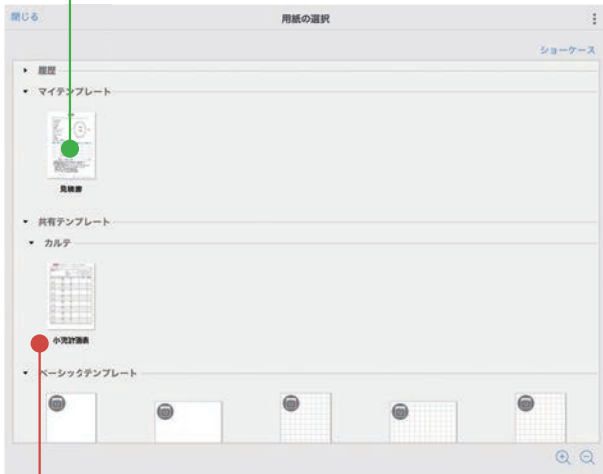 閉じる 用紙の選択
ショーケース
履歴
マイテンプレート
見積書
共有テンプレート
カルテ
小児計画表
ベーシックテンプレート